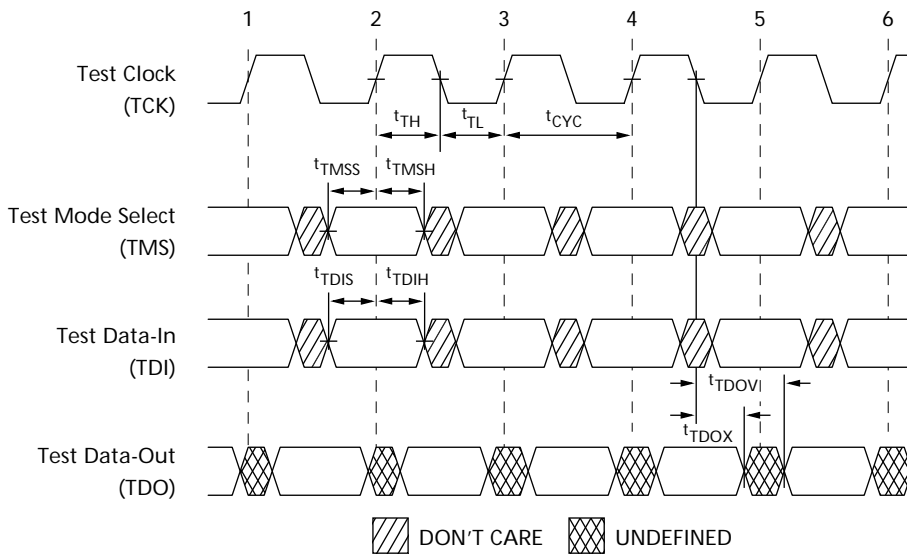 1 2 3 4 5 6
Test Clock
(TCK)
tTH tTL tCYC
tTMSS tTMSH
Test Mode Select
(TMS)
tTDIS tTDIH
Test Data-In
(TDI)
tTDOV
tTDOX
Test Data-Out
(TDO)
DON'T CARE UNDEFINED